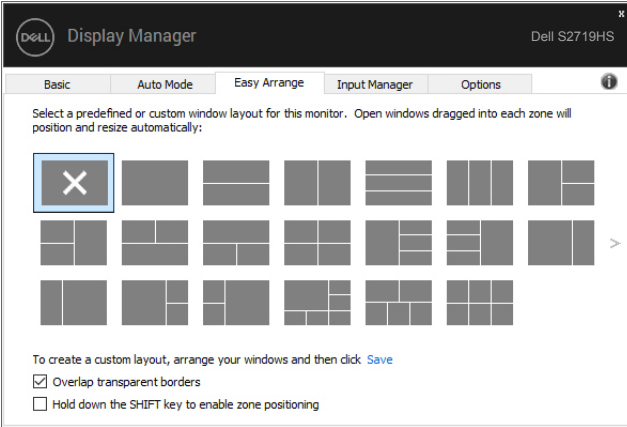 x
DELL Display Manager
Dell S2719HS
Basic Auto Mode Easy Arrange Input Manager Options i
Select a predefined or custom window layout for this monitor. Open windows dragged into each zone will
position and resize automatically:
>
To create a custom layout, arrange your windows and then click Save
Overlap transparent borders
Hold down the SHIFT key to enable zone positioning